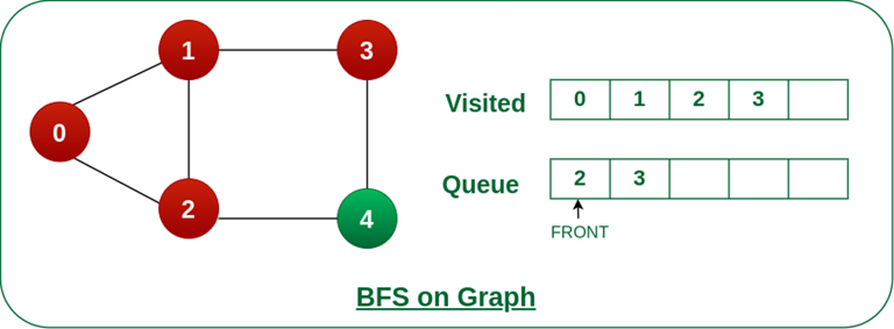 1 3
Visited 0 1 2 3
0
Queue 2 3
2 4
FRONT
BFS on Graph